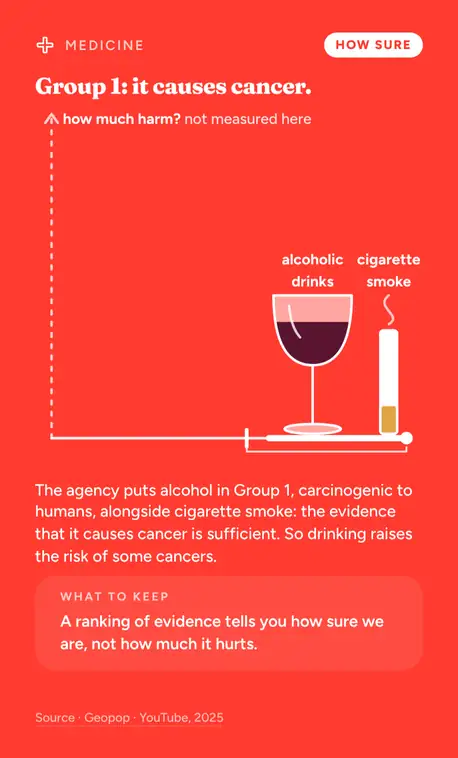 MEDICINE
HOW SURE
Group 1: it causes cancer.
how much harm? not measured here
alcoholic drinks
cigarette smoke
The agency puts alcohol in Group 1, carcinogenic to
humans, alongside cigarette smoke: the evidence
that it causes cancer is sufficient. So drinking raises
the risk of some cancers.
WHAT TO KEEP
A ranking of evidence tells you how sure we
are, not how much it hurts.
Source · Geopop · YouTube, 2025